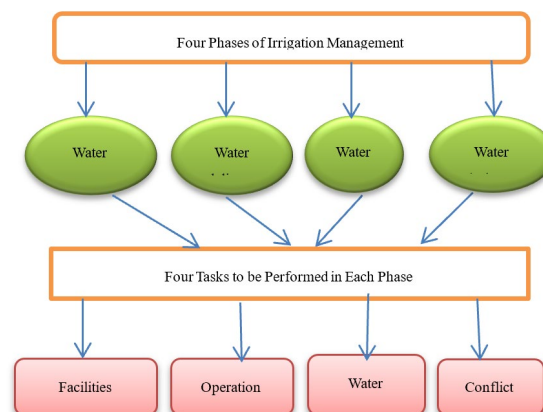 Four Phases of Irrigation Management
Water
Water
Water
Water
Four Tasks to be Performed in Each Phase
Facilities
Operation
Water
Conflict